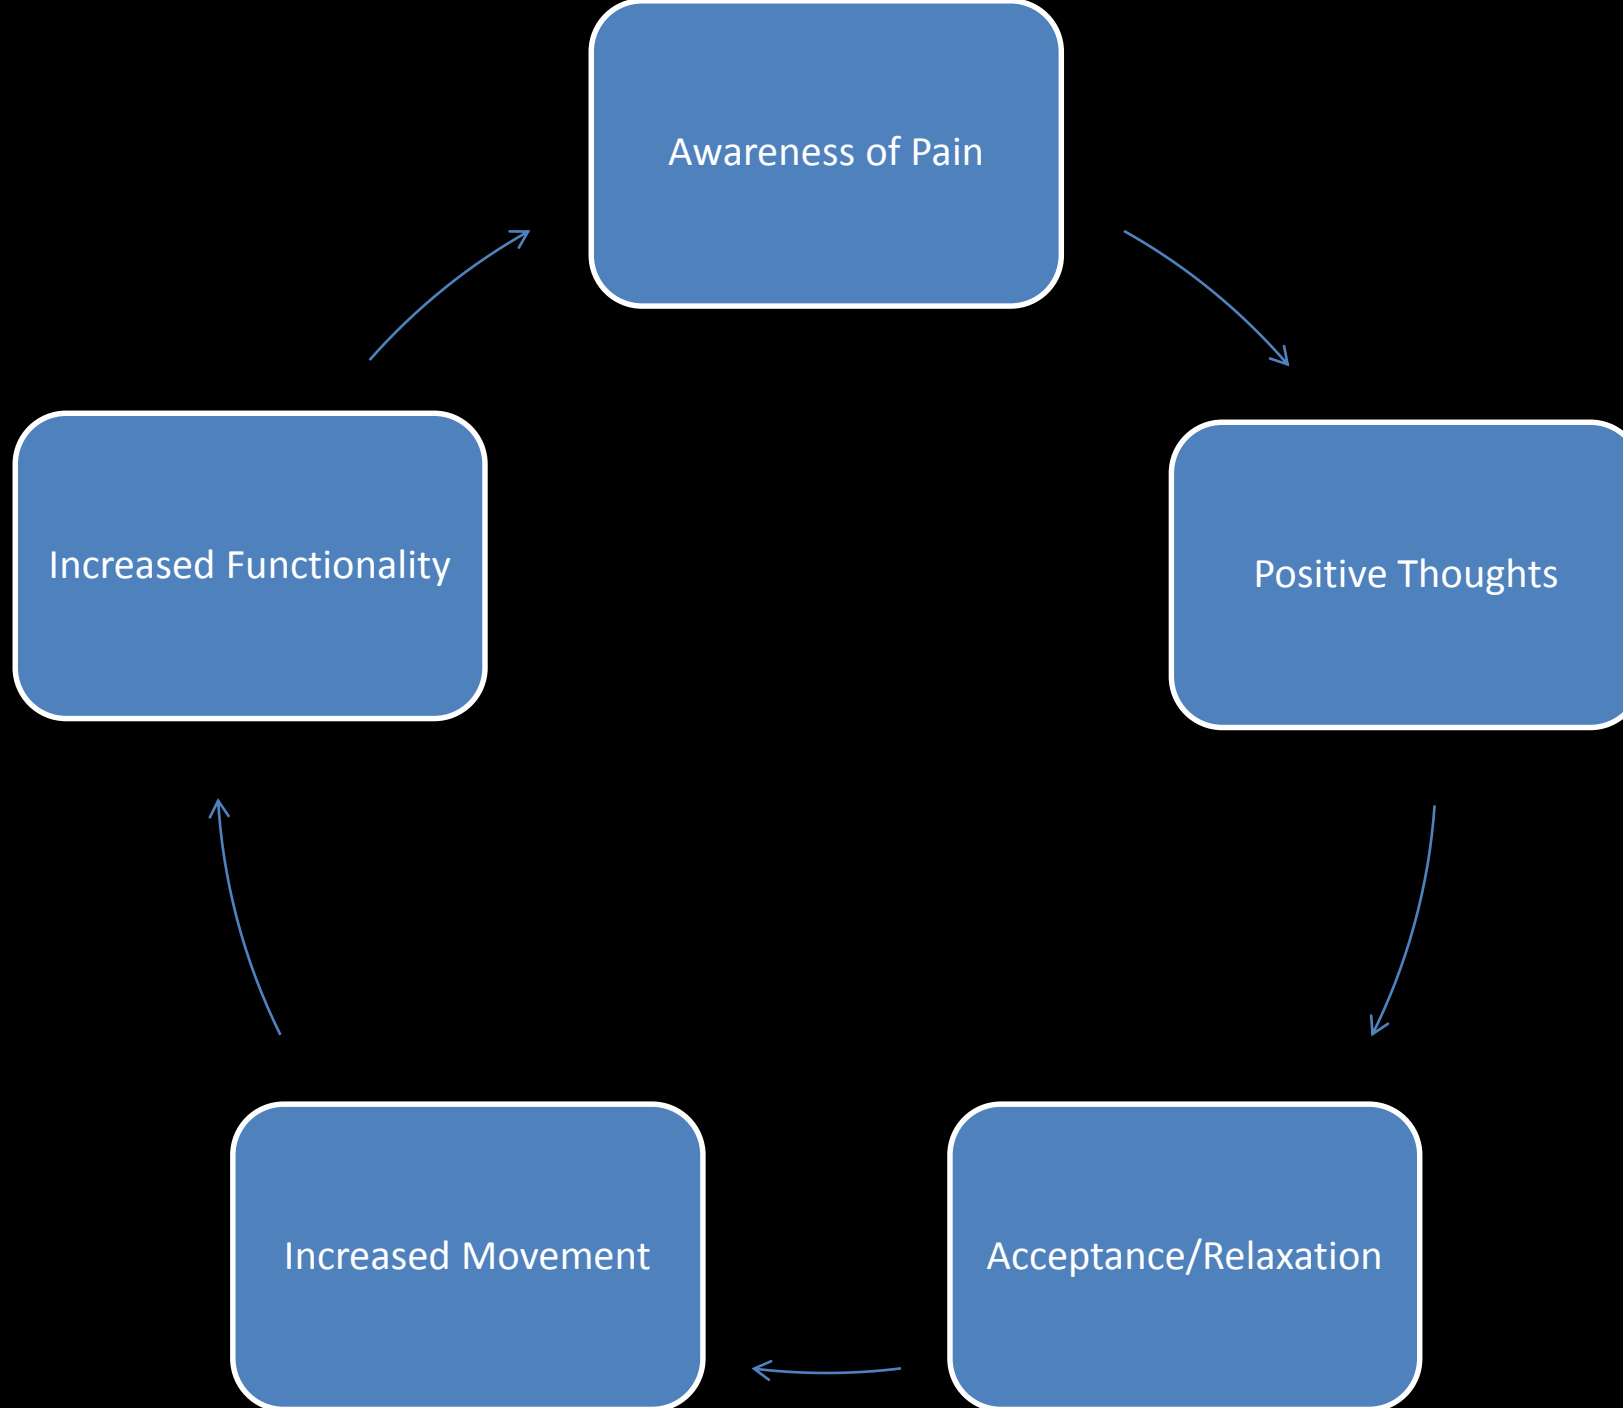 Awareness of Pain
Positive Thoughts
Acceptance/Relaxation
Increased Movement
Increased Functionality